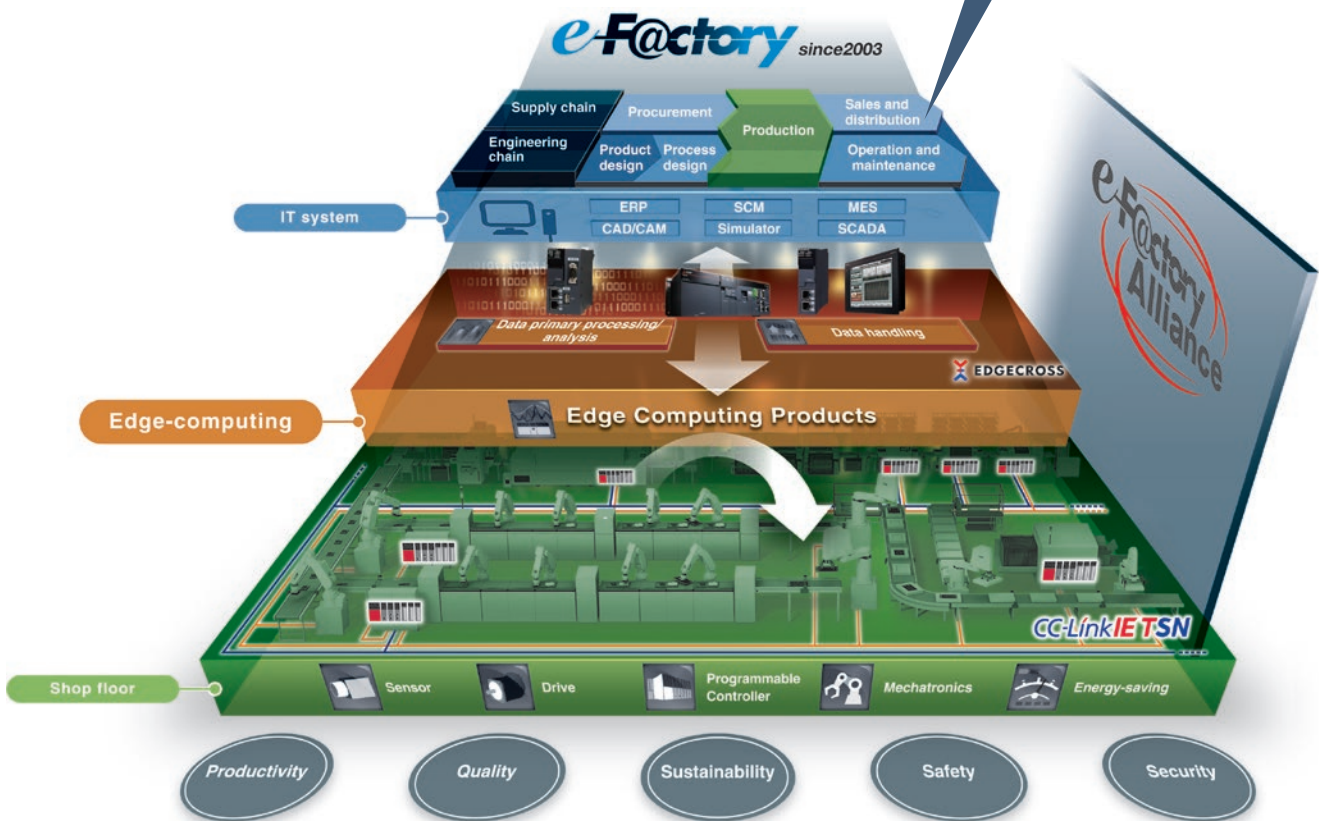 e-F@ctory since2003
Supply chain
Procurement
Production
Sales and
distribution
Engineering
chain
Product
design
Process
design
Operation and
maintenance
IT system
ERP
SCM
MES
CAD/CAM
Simulator
SCADA
Data primary processing/
analysis
Data handling
EDGECROSS
Edge-computing
Edge Computing Products
e-F@ctory
Alliance
CC-Link IE TSN
Shop floor
Sensor
Drive
Programmable
Controller
Mechatronics
Energy-saving
Productivity
Quality
Sustainability
Safety
Security